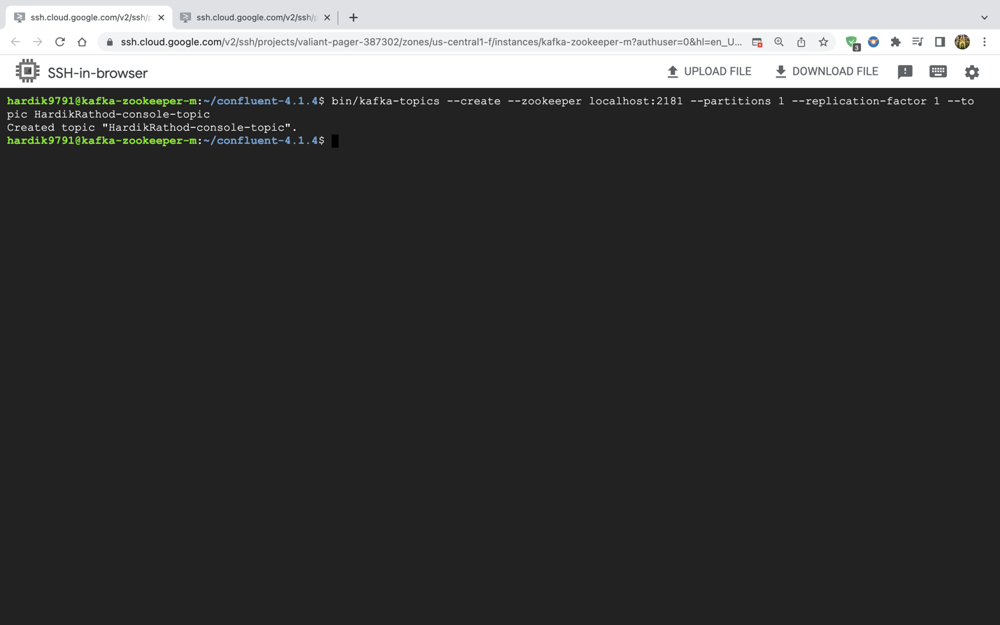 ssh.cloud.google.com/v2/ssh/p
ssh.cloud.google.com/v2/ssh/p
ssh.cloud.google.com/v2/ssh/projects/valiant-pager-387302/zones/us-central1-f/instances/kafka-zookeeper-m?authuser=0&hl=en_U...
3
SSH-in-browser
UPLOAD FILE
DOWNLOAD FILE
hardik9791@kafka-zookeeper-m:~/confluent-4.1.4$ bin/kafka-topics --create --zookeeper localhost:2181 --partitions 1 --replication-factor 1 --to
pic HardikRathod-console-topic
Created topic "HardikRathod-console-topic".
hardik9791@kafka-zookeeper-m:~/confluent-4.1.4$